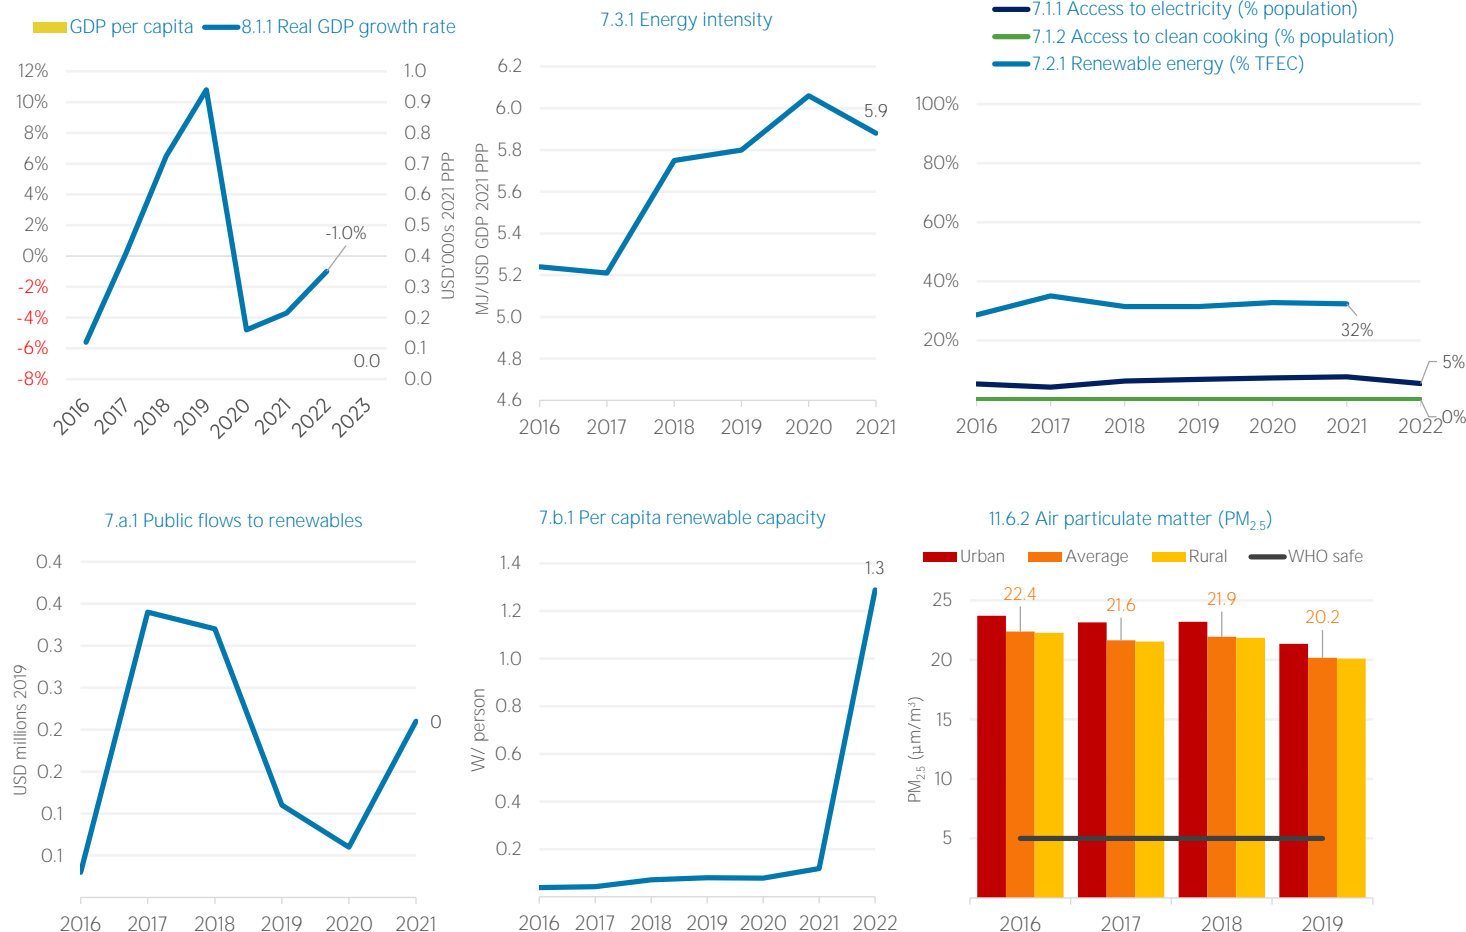 GDP per capita 8.1.1 Real GDP growth rate
12% 1.0
10% 0.9
8% 0.8
6% 0.7
4% 0.6
2% 0.5
0% 0.4
-2% 0.3
-4% 0.2
-6% 0.1
-8% 0.0
-1.0%
0.0
USD'000s 2021 PPP
2016 2017 2018 2019 2020 2021 2022 2023
7.3.1 Energy intensity
6.2
6.0
5.8
5.6
5.4
5.2
5.0
4.8
4.6
5.9
MJ/USD GDP 2021 PPP
2016 2017 2018 2019 2020 2021
7.1.1 Access to electricity (% population)
7.1.2 Access to clean cooking (% population)
7.2.1 Renewable energy (% TFEC)
100%
80%
60%
40%
20%
32%
5%
0%
2016 2017 2018 2019 2020 2021 2022
7.a.1 Public flows to renewables
0.4
0.4
0.3
0.3
0.2
0.2
0.1
0.1
0
USD millions 2019
2016 2017 2018 2019 2020 2021
7.b.1 Per capita renewable capacity
1.4
1.2
1.0
0.8
0.6
0.4
0.2
1.3
W/ person
2016 2017 2018 2019 2020 2021 2022
11.6.2 Air particulate matter (PM2.5)
Urban Average Rural WHO safe
25
20
15
10
5
22.4 21.6 21.9 20.2
PM2.5 (μm/m³)
2016 2017 2018 2019